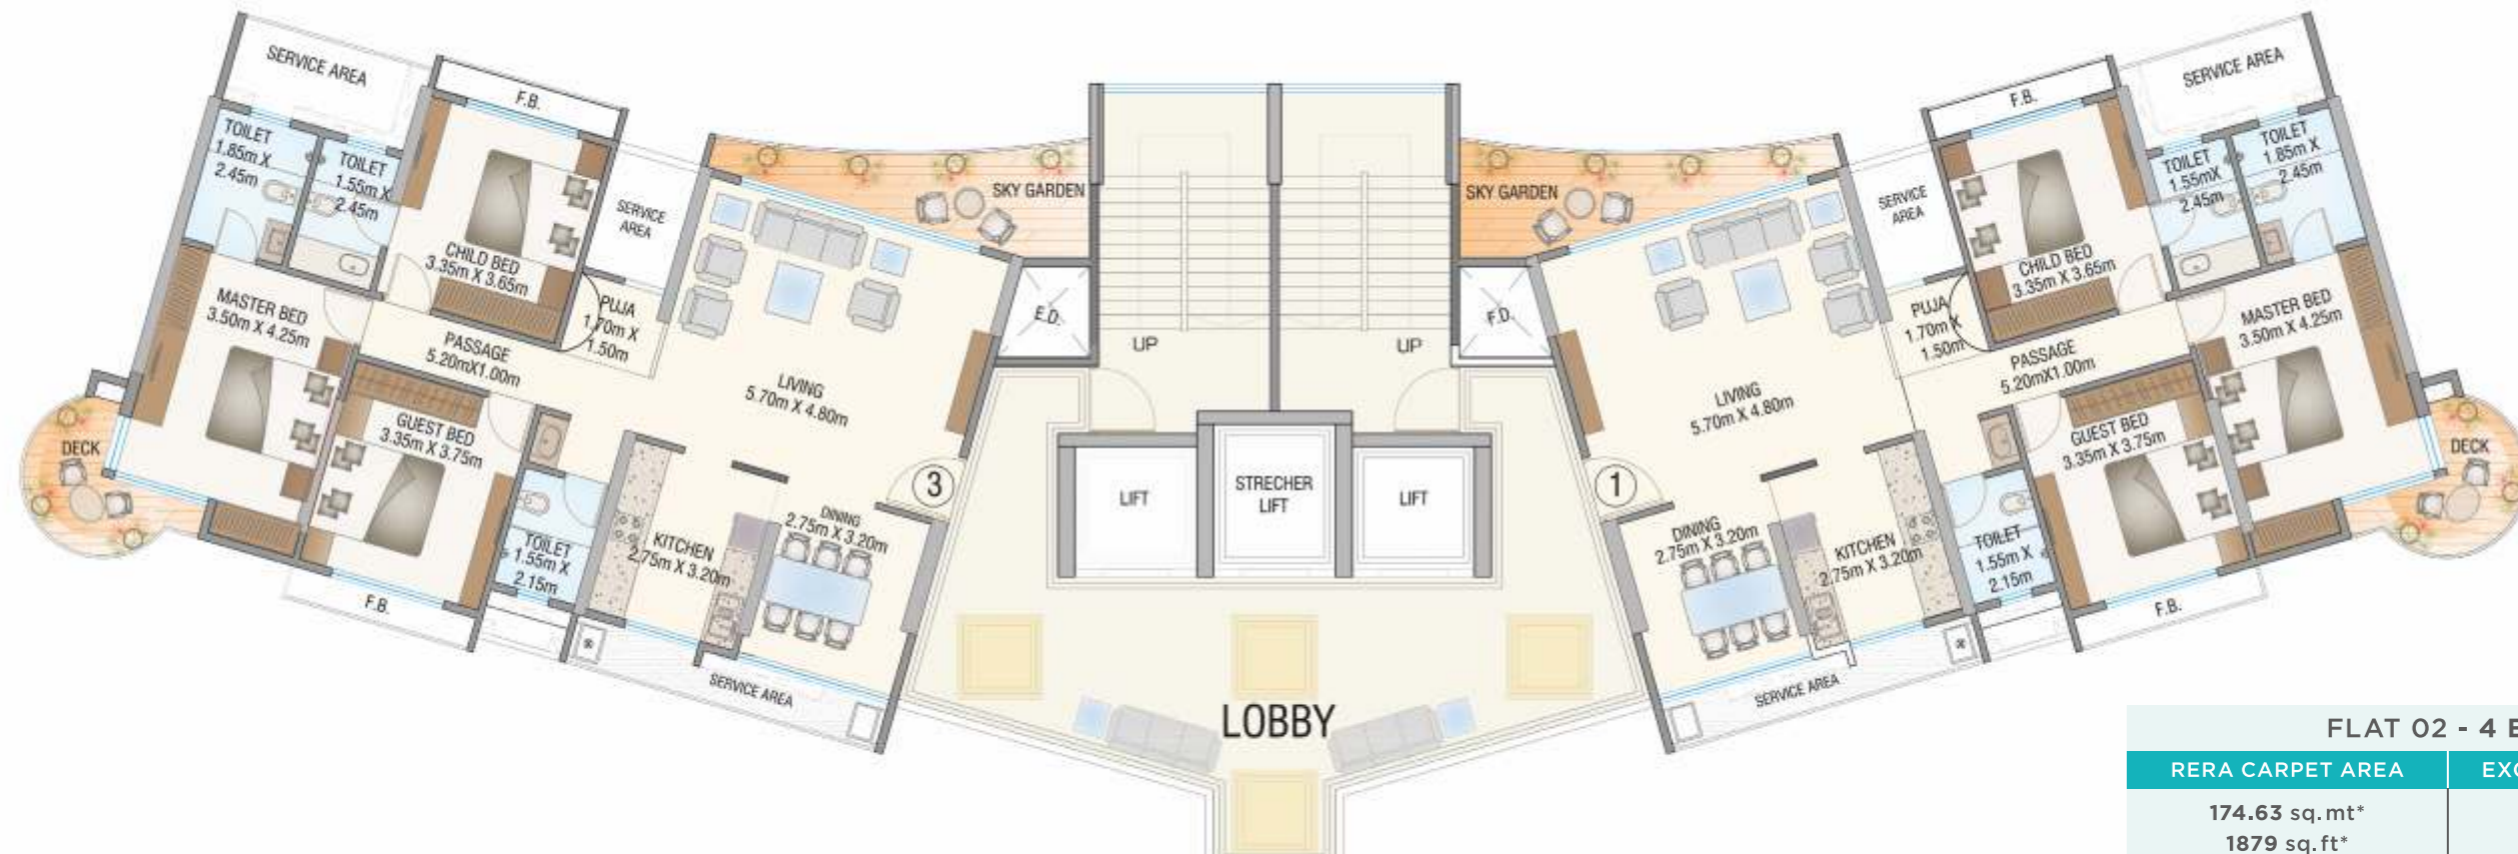 SERVICE AREA
F.B.
TOILET
1.85m X
2.45m
TOILET
1.55m X
2.45m
CHILD BED
3.35m X 3.65m
SERVICE
AREA
SKY GARDEN
MASTER BED
3.50m X 4.25m
PUJA
1.70m X
1.50m
PASSAGE
5.20mX1.00m
LIVING
5.70m X 4.80m
E.D.
UP
DECK
GUEST BED
3.35m X 3.75m
TOILET
1.55m X
2.15m
KITCHEN
2.75m X 3.20m
DINING
2.75m X 3.20m
3
F.B.
SERVICE AREA
LIFT
STRECHER
LIFT
LIFT
LOBBY
UP
F.D.
SKY GARDEN
SERVICE
AREA
F.B.
SERVICE AREA
TOILET
1.55mX
2.45m
TOILET
1.85m X
2.45m
CHILD BED
3.35m X 3.65m
PUJA
1.70m X
1.50m
MASTER BED
3.50m X 4.25m
PASSAGE
5.20mX1.00m
LIVING
5.70m X 4.80m
GUEST BED
3.35m X 3.75m
DECK
1
DINING
2.75m X 3.20m
KITCHEN
2.75m X 3.20m
TOILET
1.55m X
2.15m
F.B.
SERVICE AREA
FLAT 02 - 4 
RERA CARPET AREA
174.63 sq.mt*
1879 sq.ft*